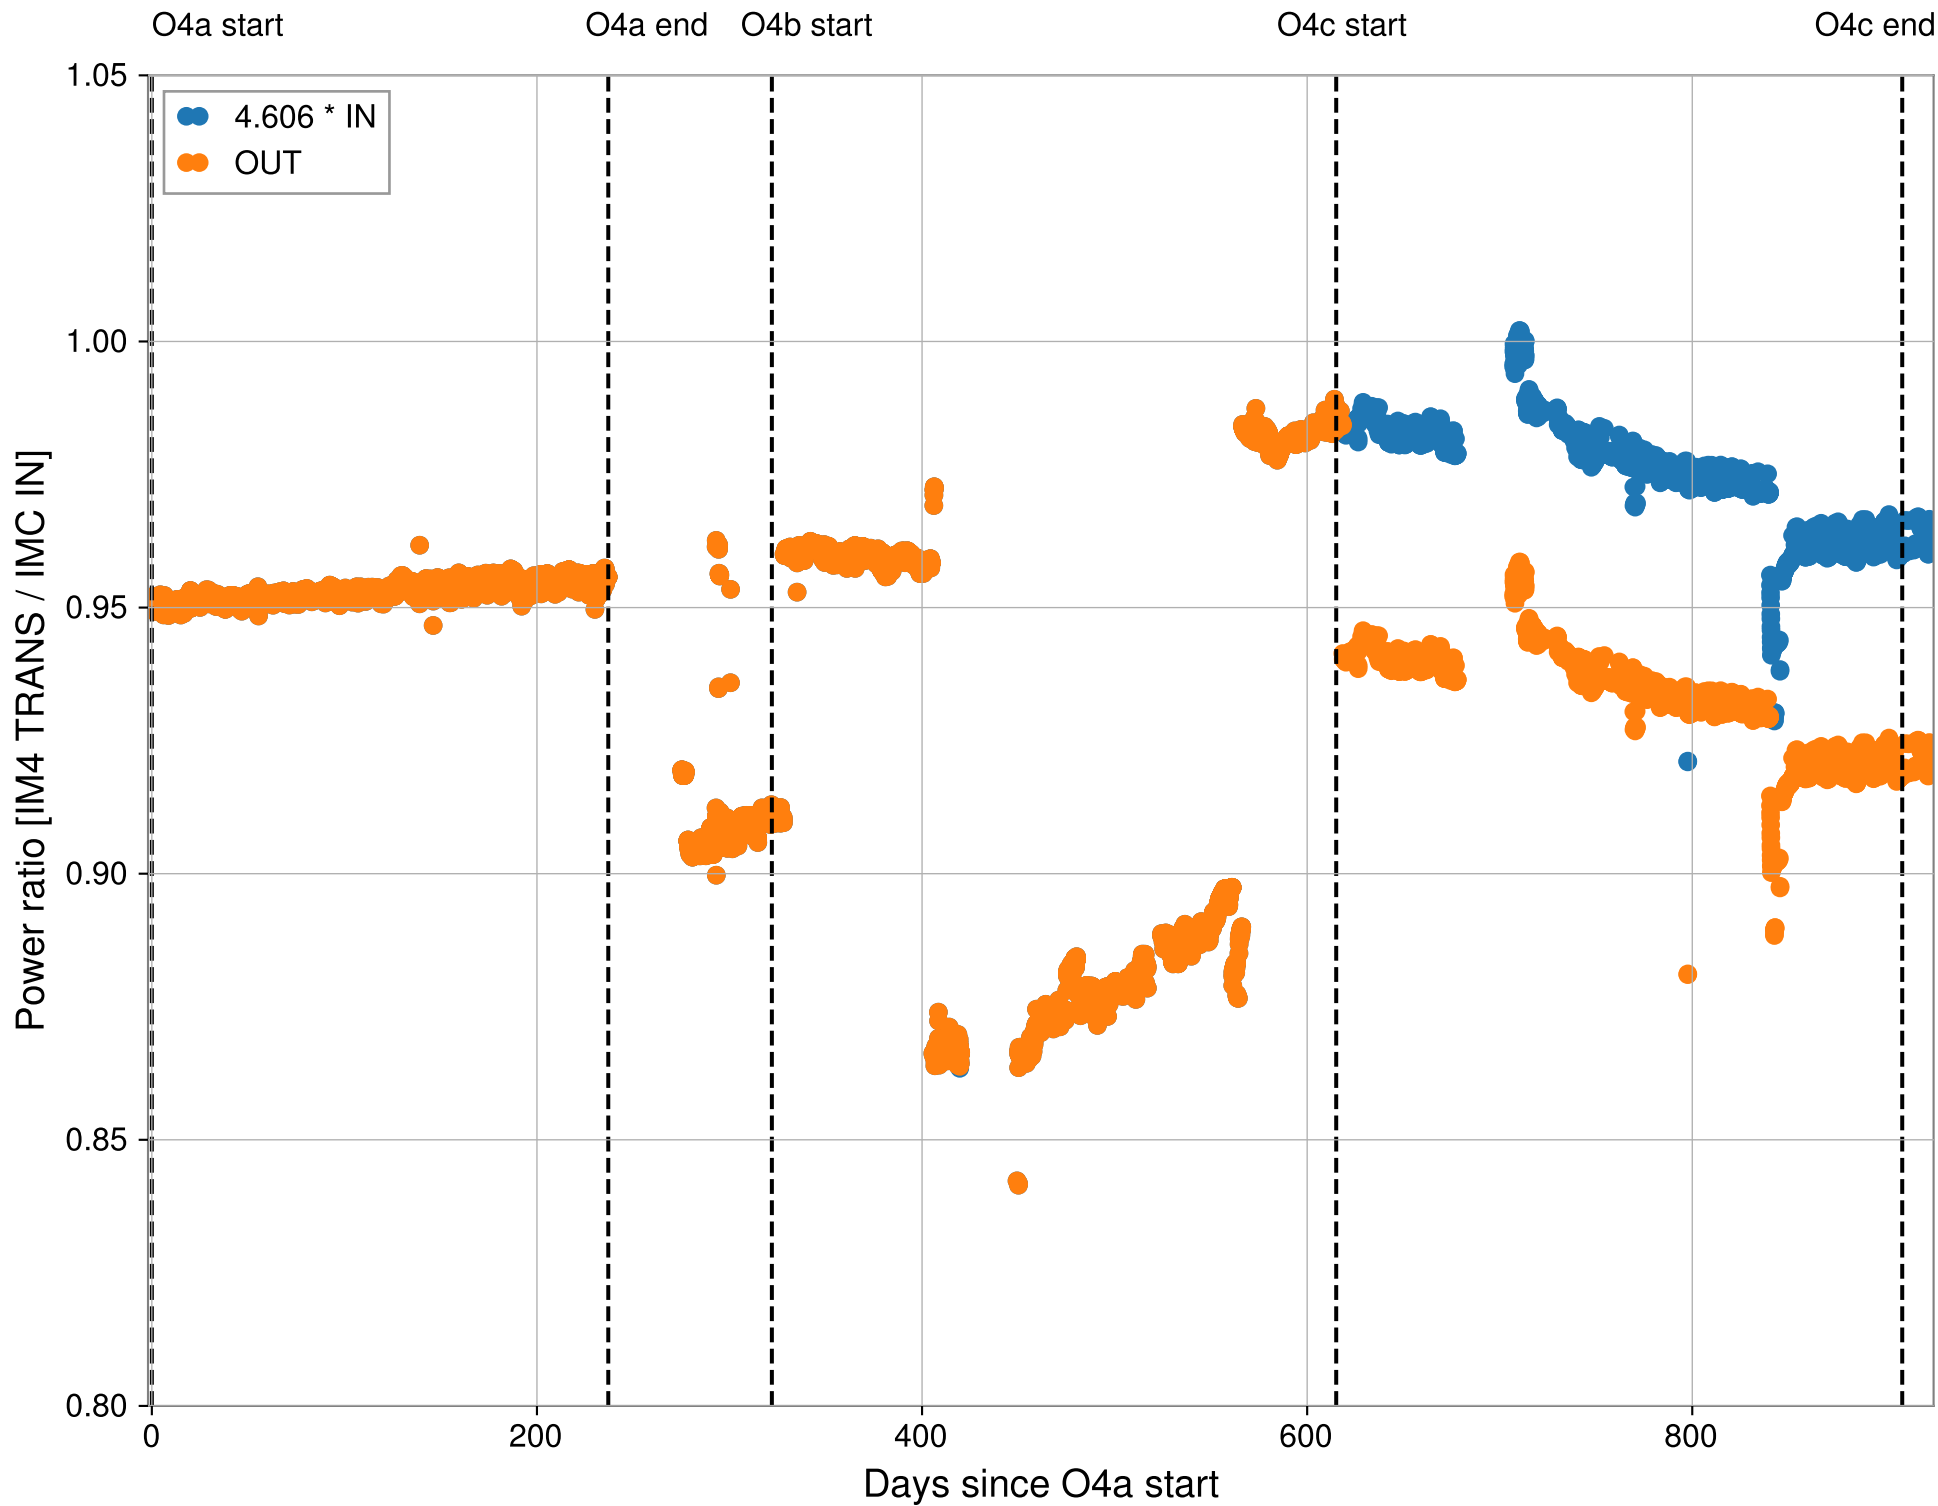 O4a start O4a end O4b start O4c start O4c end
1.05
4.606 * IN
OUT
1.00
0.95
0.90
0.85
0.80
Power ratio [IM4 TRANS / IMC IN]
0 200 400 600 800
Days since O4a start